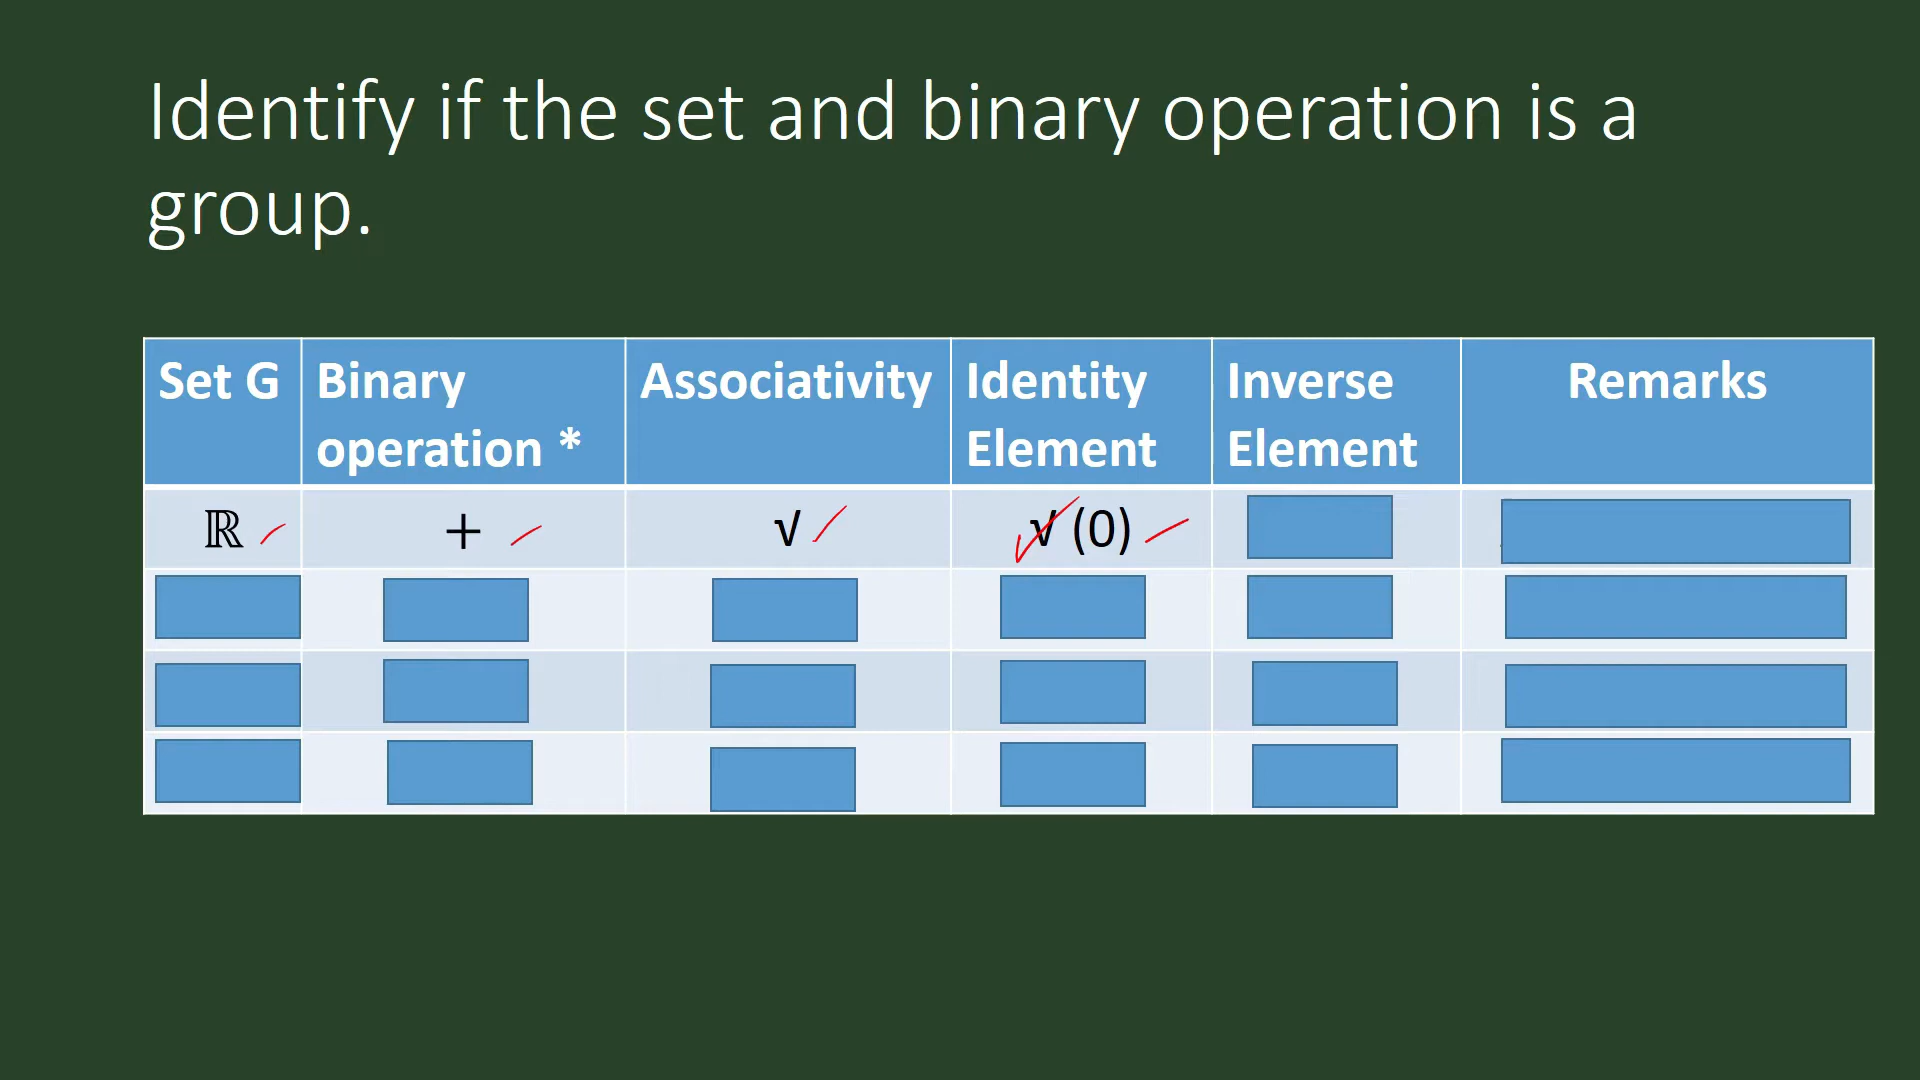 Identify if the set and binary operation is a
group.
Set G
Binary
operation *
Associativity
Identity
Element
Inverse
Element
Remarks
ℝ
+
√
√ (0)